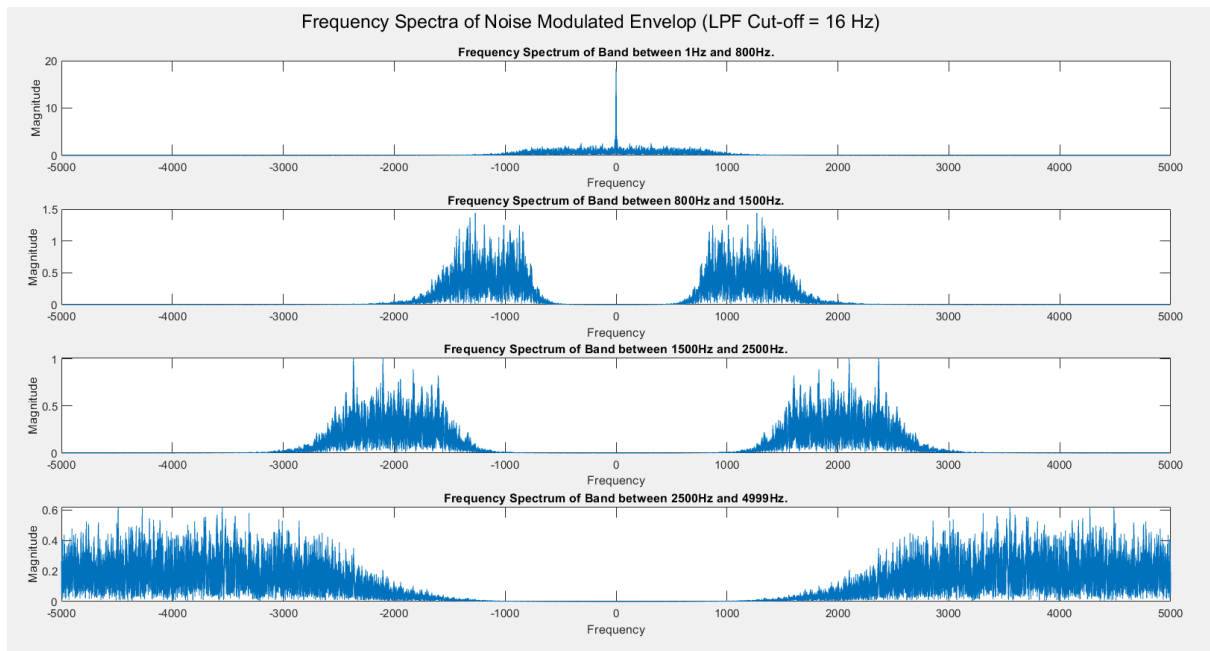 Frequency Spectra of Noise Modulated Envelop (LPF Cut-off = 16 Hz)
Frequency Spectrum of Band between 1Hz and 800Hz.
20
10
0
Magnitude
-5000 -4000 -3000 -2000 -1000 0 1000 2000 3000 4000 5000
Frequency
Frequency Spectrum of Band between 800Hz and 1500Hz.
1.5
1
0.5
0
Magnitude
-5000 -4000 -3000 -2000 -1000 0 1000 2000 3000 4000 5000
Frequency
Frequency Spectrum of Band between 1500Hz and 2500Hz.
1
0.5
0
Magnitude
-5000 -4000 -3000 -2000 -1000 0 1000 2000 3000 4000 5000
Frequency
Frequency Spectrum of Band between 2500Hz and 4999Hz.
0.6
0.4
0.2
0
Magnitude
-5000 -4000 -3000 -2000 -1000 0 1000 2000 3000 4000 5000
Frequency